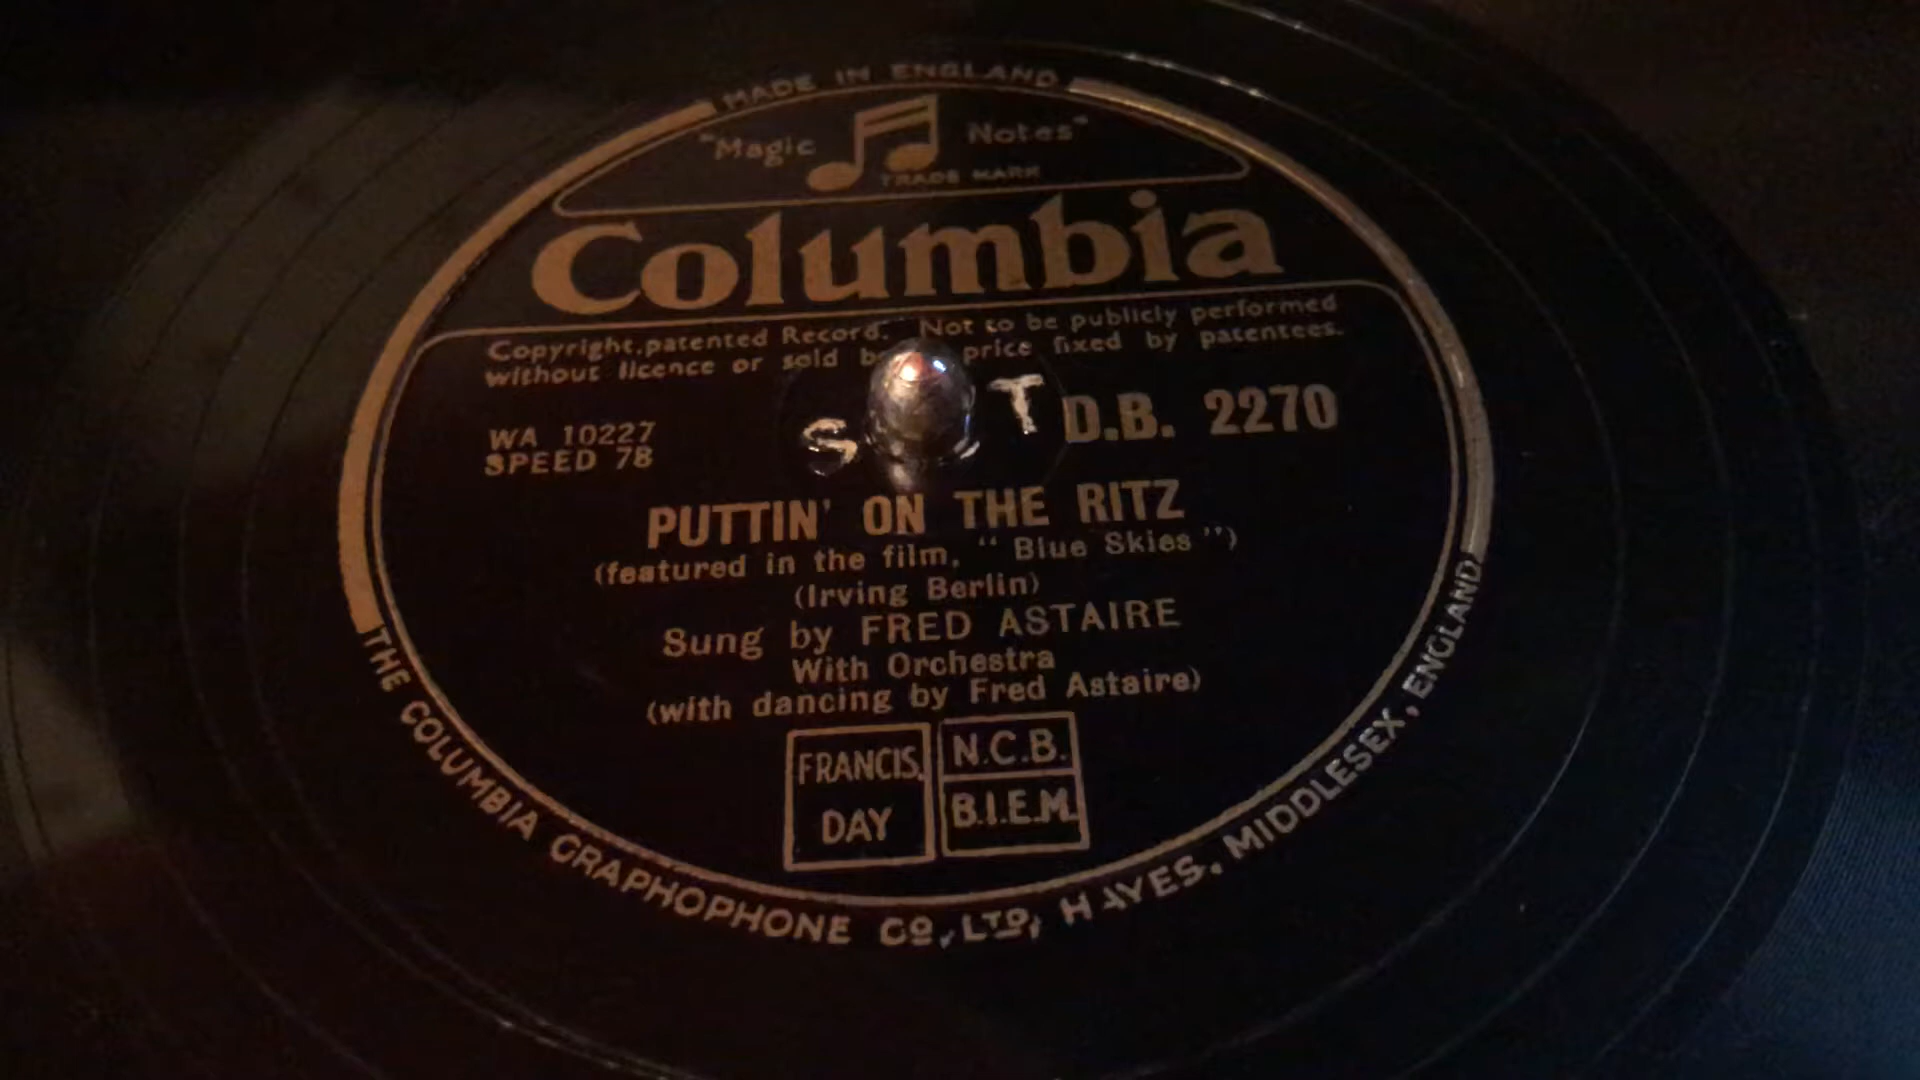 MADE IN ENGLAND
"Magic Notes"
TRADE MARK
Columbia
Copyright, patented Record. Not to be publicly performed
without licence or sold price fixed by patentees.
S T
WA 10227
SPEED 78
D.B. 2270
PUTTIN' ON THE RITZ
(featured in the film, "Blue Skies")
(Irving Berlin)
Sung by FRED ASTAIRE
With Orchestra
(with dancing by Fred Astaire)
FRANCIS, DAY
N.C.B.
B.I.E.M.
THE COLUMBIA GRAPHOPHONE CO., LTD., HAYES, MIDDLESEX, ENGLAND